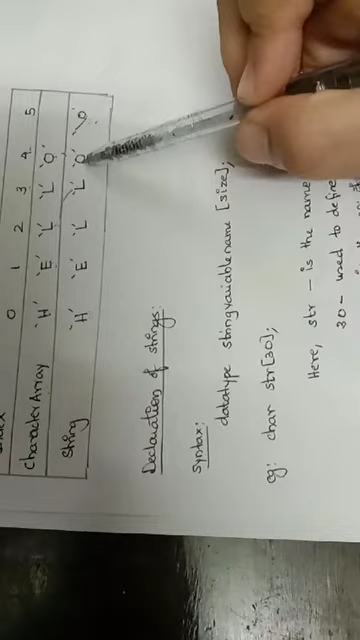 Index 0 1 2 3 4 5
Character Array 'H' 'E' 'L' 'L' 'O'
String 'H' 'E' 'L' 'L' 'O' '\0'
Declaration of strings:
Syntax:
datatype stringvariablename [size];
eg: char str[30];
Here, str - is the name
30 - used to define